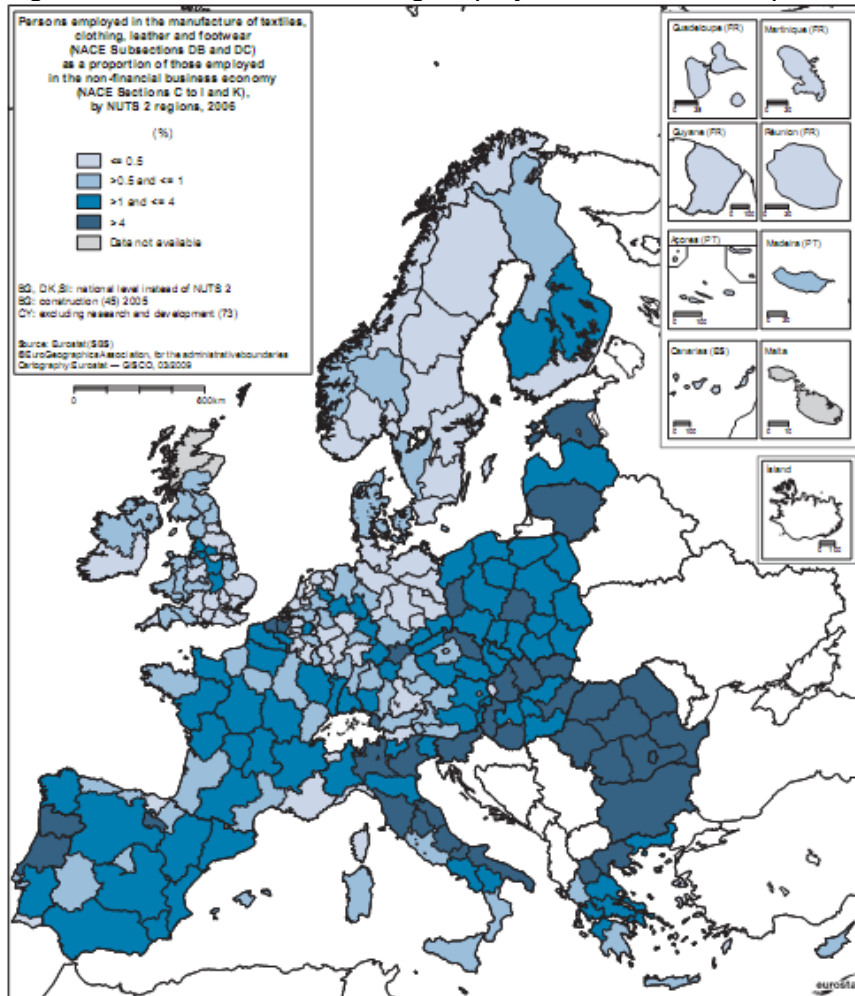 Persons employed in the manufacture of textiles,
clothing, leather and footwear
(NACE Subsections DB and DC)
as a proportion of those employed
in the non-financial business economy
(NACE Sections C to I and K),
by NUTS 2 regions, 2006
(%)
<= 0.5
>0.5 and <= 1
>1 and <= 4
>4
Data not available
BG, DK,SI: national level instead of NUTS 2
BG: construction (45) 2005
CY: excluding research and development (73)
Source: Eurostat (SBS)
©EuroGeographics Association, for the administrative boundaries
Cartography: Eurostat — GISCO, 03/2009
0 600km
Guadeloupe (FR)
Martinique (FR)
Guyane (FR)
Réunion (FR)
Açores (PT)
Madeira (PT)
Canarias (ES)
Malta
Ísland
eurostat